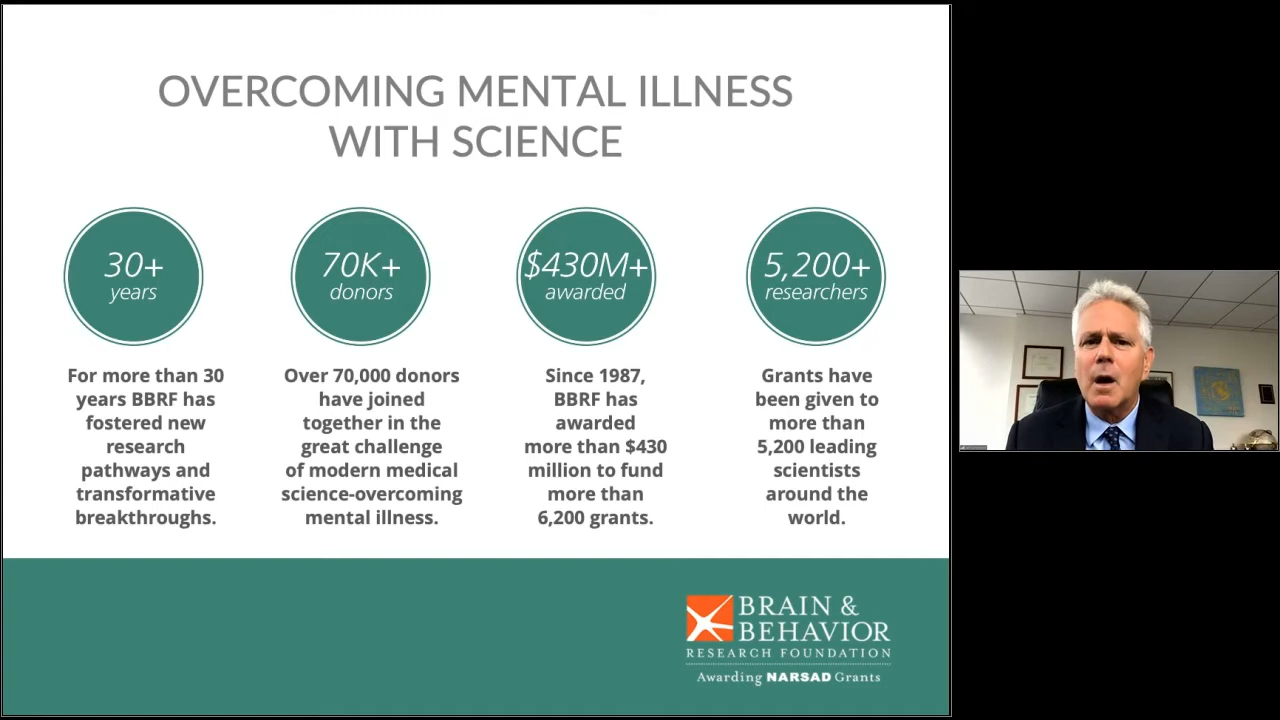 OVERCOMING MENTAL ILLNESS
WITH SCIENCE
30+
years
For more than 30
years BBRF has
fostered new
research
pathways and
transformative
breakthroughs.
70K+
donors
Over 70,000 donors
have joined
together in the
great challenge
of modern medical
science-overcoming
mental illness.
$430M+
awarded
Since 1987,
BBRF has
awarded
more than $430
million to fund
more than
6,200 grants.
5,200+
researchers
Grants have
been given to
more than
5,200 leading
scientists
around the
world.
BRAIN &
BEHAVIOR
RESEARCH FOUNDATION
Awarding NARSAD Grants